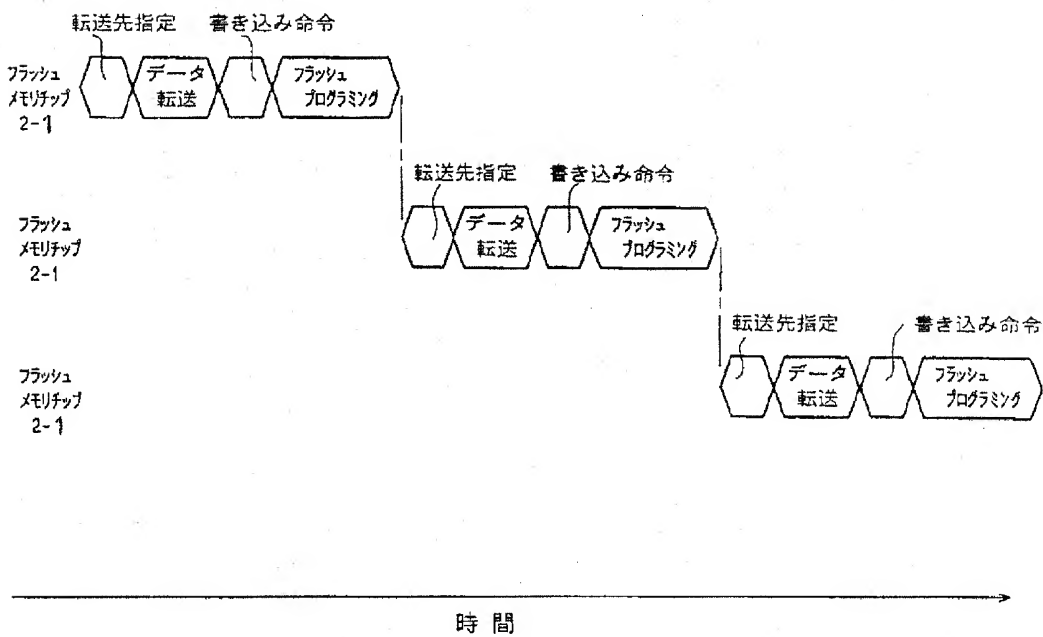 転送先指定 書き込み命令
フラッシュ
メモリチップ
2-1
データ
転送
フラッシュ
プログラミング
転送先指定 書き込み命令
フラッシュ
メモリチップ
2-1
データ
転送
フラッシュ
プログラミング
転送先指定 書き込み命令
フラッシュ
メモリチップ
2-1
データ
転送
フラッシュ
プログラミング
時間